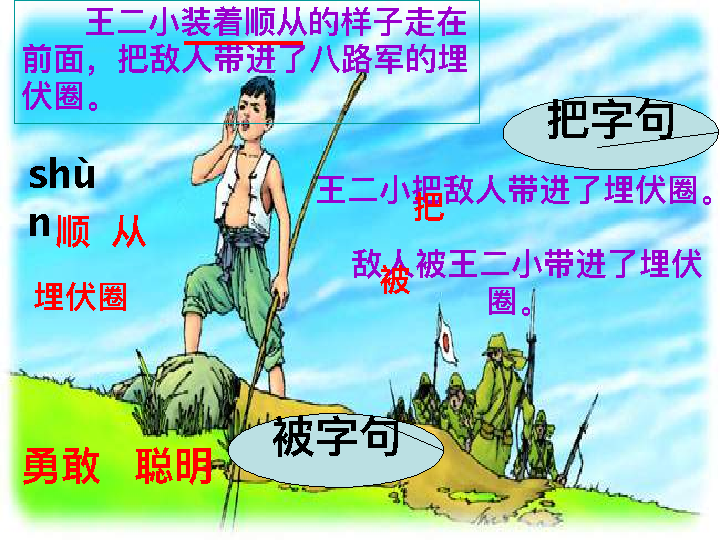 王二小装着顺从的样子走在
前面，把敌人带进了八路军的埋
伏圈。
把字句
shù
n
顺 从
王二小把敌人带进了埋伏圈。
把
敌人被王二小带进了埋伏
圈。
被
埋伏圈
被字句
勇敢 聪明